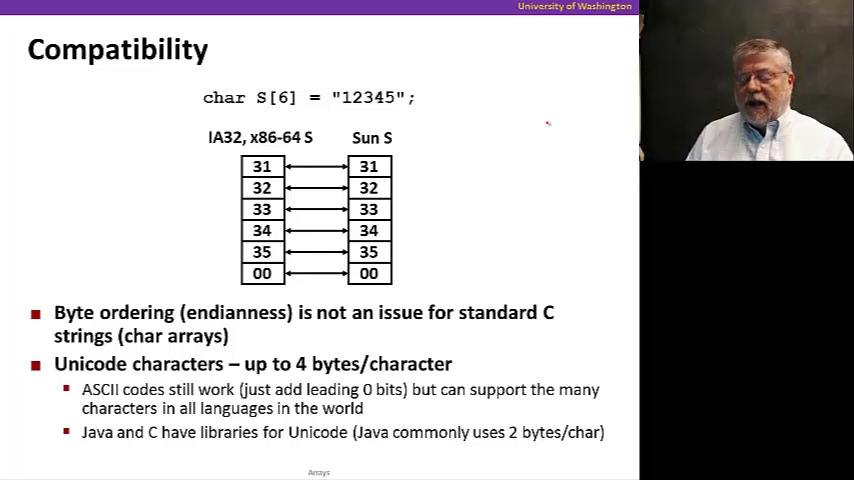 University of Washington
Compatibility
char S[6] = "12345";
IA32, x86-64 S Sun S
31 31
32 32
33 33
34 34
35 35
00 00
Byte ordering (endianness) is not an issue for standard C
strings (char arrays)
Unicode characters – up to 4 bytes/character
ASCII codes still work (just add leading 0 bits) but can support the many
characters in all languages in the world
Java and C have libraries for Unicode (Java commonly uses 2 bytes/char)
Arrays